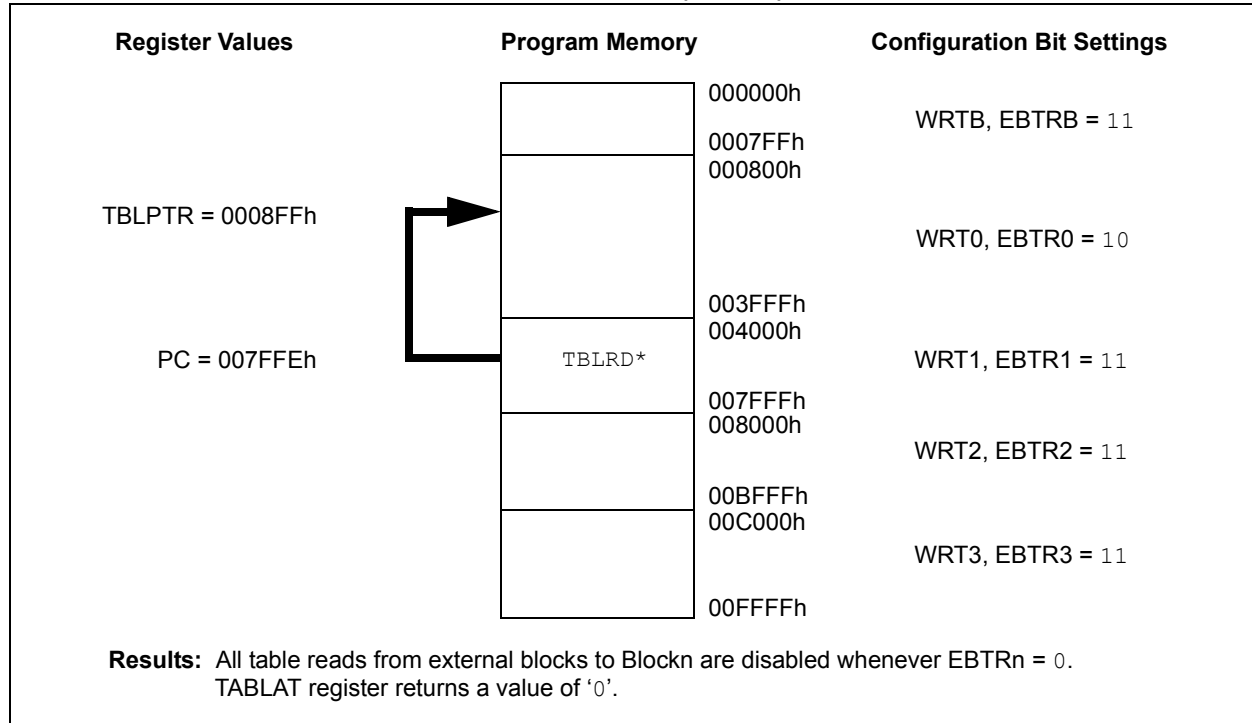 Register Values
Program Memory
Configuration Bit Settings
000000h
WRTB, EBTRB = 11
0007FFh
000800h
TBLPTR = 0008FFh
WRT0, EBTR0 = 10
003FFFh
004000h
PC = 007FFEh
TBLRD*
WRT1, EBTR1 = 11
007FFFh
008000h
WRT2, EBTR2 = 11
00BFFFh
00C000h
WRT3, EBTR3 = 11
00FFFFh
Results: All table reads from external blocks to Blockn are disabled whenever EBTRn = 0.
TABLAT register returns a value of ‘0’.